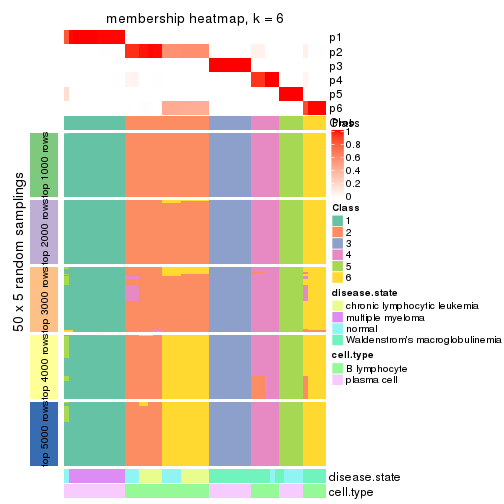 membership heatmap, k = 6
p1
p2
p3
p4
p5
p6
Class
Prob
1
0.8
0.6
0.4
0.2
0
Class
1
2
3
4
5
6
disease.state
chronic lymphocytic leukemia
multiple myeloma
normal
Waldenstrom's macroglobulinemia
cell.type
B lymphocyte
plasma cell
50 x 5 random samplings
top 1000 rows
top 2000 rows
top 3000 rows
top 4000 rows
top 5000 rows
disease.state
cell.type